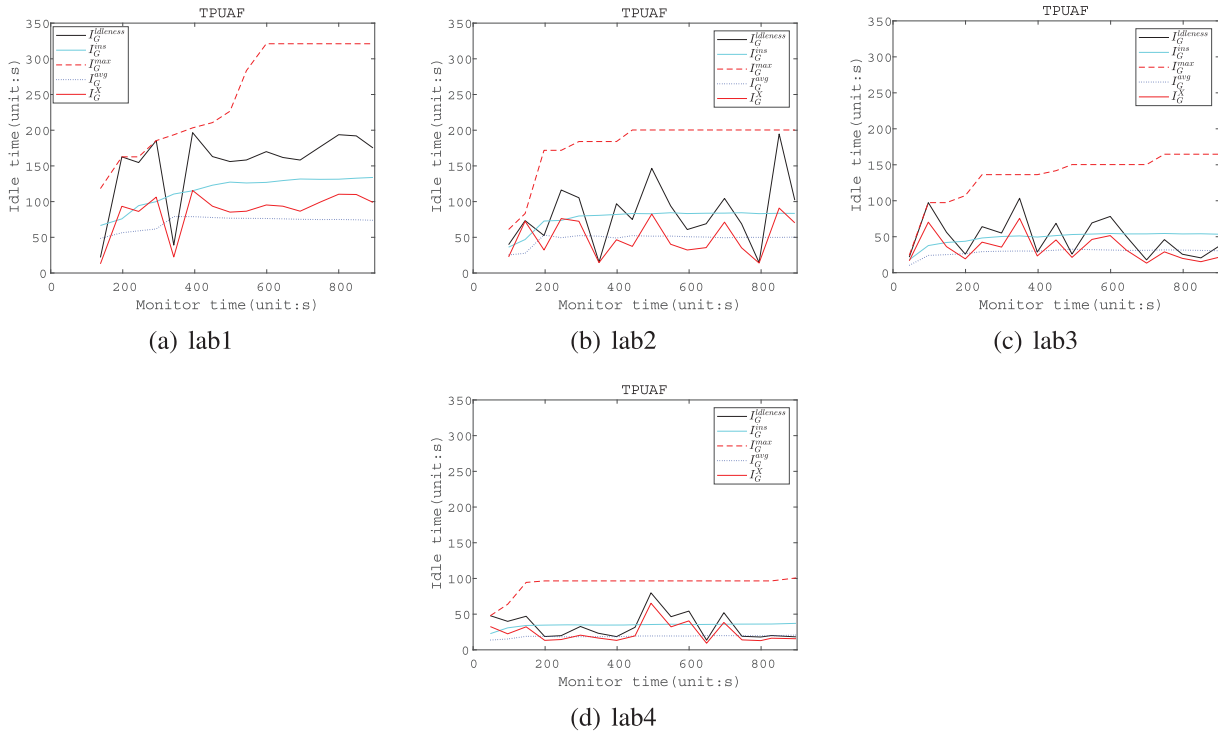 TPUAF
350
300
250
200
150
100
50
0
Idle time(unit:s)
I_G^{Idleness}
I_G^{ins}
I_G^{max}
I_G^{avg}
I_G^{X}
200 400 600 800
Monitor time(unit:s)
(a) lab1
TPUAF
350
300
250
200
150
100
50
0
Idle time(unit:s)
I_G^{Idleness}
I_G^{ins}
I_G^{max}
I_G^{avg}
I_G^{X}
0 200 400 600 800
Monitor time(unit:s)
(b) lab2
TPUAF
350
300
250
200
150
100
50
0
Idle time(unit:s)
I_G^{Idleness}
I_G^{ins}
I_G^{max}
I_G^{avg}
I_G^{X}
0 200 400 600 800
Monitor time(unit:s)
(c) lab3
TPUAF
350
300
250
200
150
100
50
0
Idle time(unit:s)
I_G^{Idleness}
I_G^{ins}
I_G^{max}
I_G^{avg}
I_G^{X}
0 200 400 600 800
Monitor time(unit:s)
(d) lab4